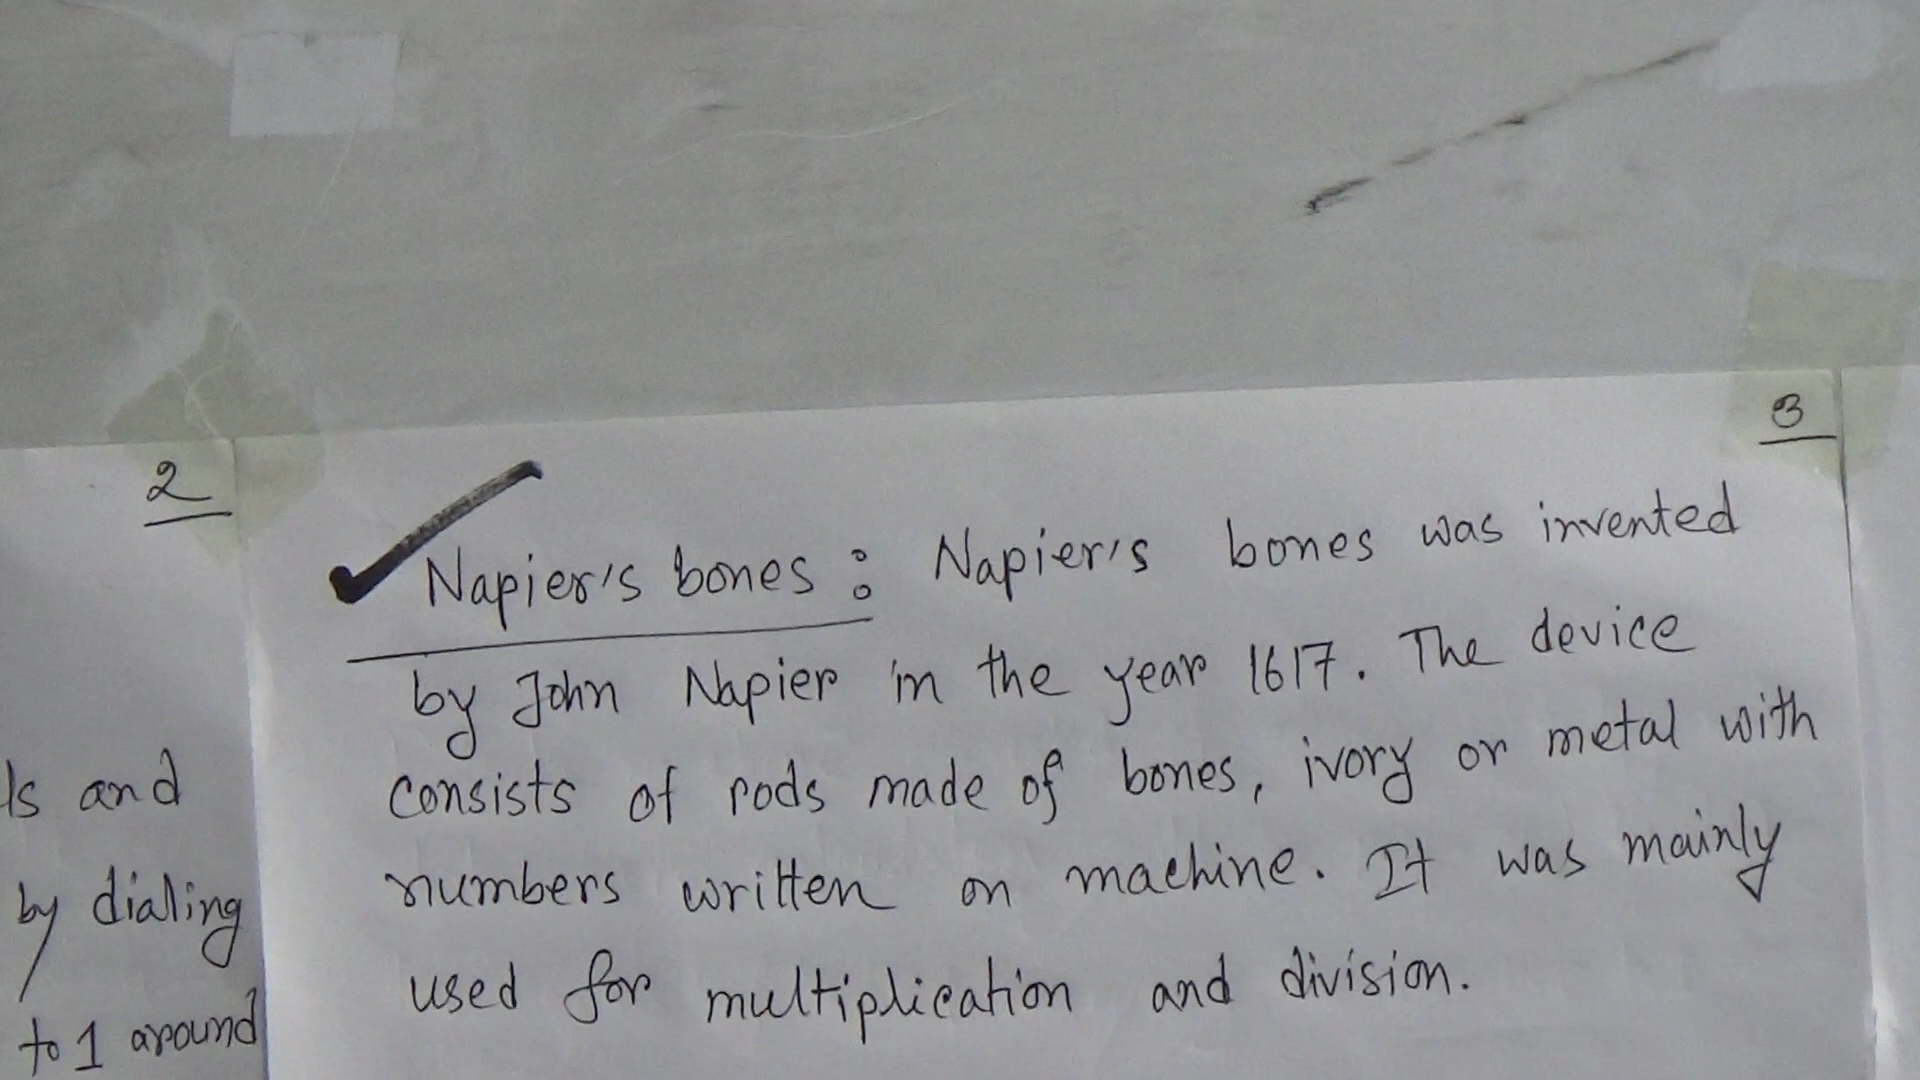 2
ls and
by dialing
to 1 around
3
Napier's bones : Napier's bones was invented
by John Napier in the year 1617. The device
consists of rods made of bones, ivory or metal with
numbers written on machine. It was mainly
used for multiplication and division.